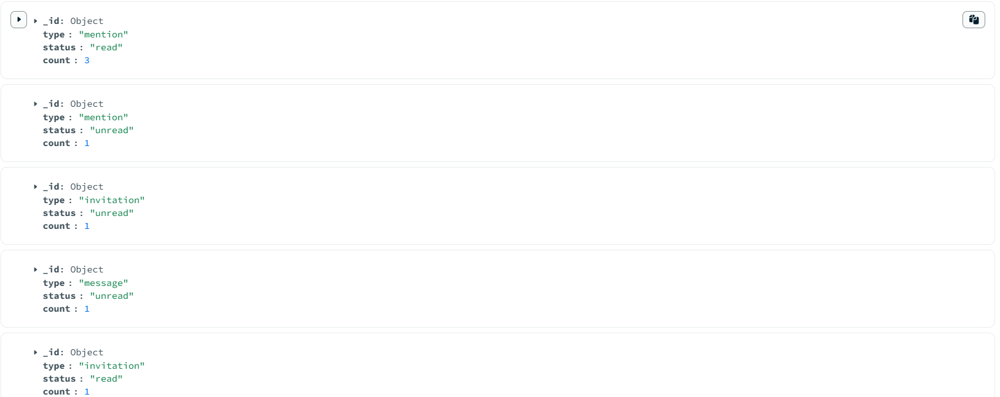 _id: Object
type : "mention"
status : "read"
count : 3
_id: Object
type : "mention"
status : "unread"
count : 1
_id: Object
type : "invitation"
status : "unread"
count : 1
_id: Object
type : "message"
status : "unread"
count : 1
_id: Object
type : "invitation"
status : "read"
count : 1